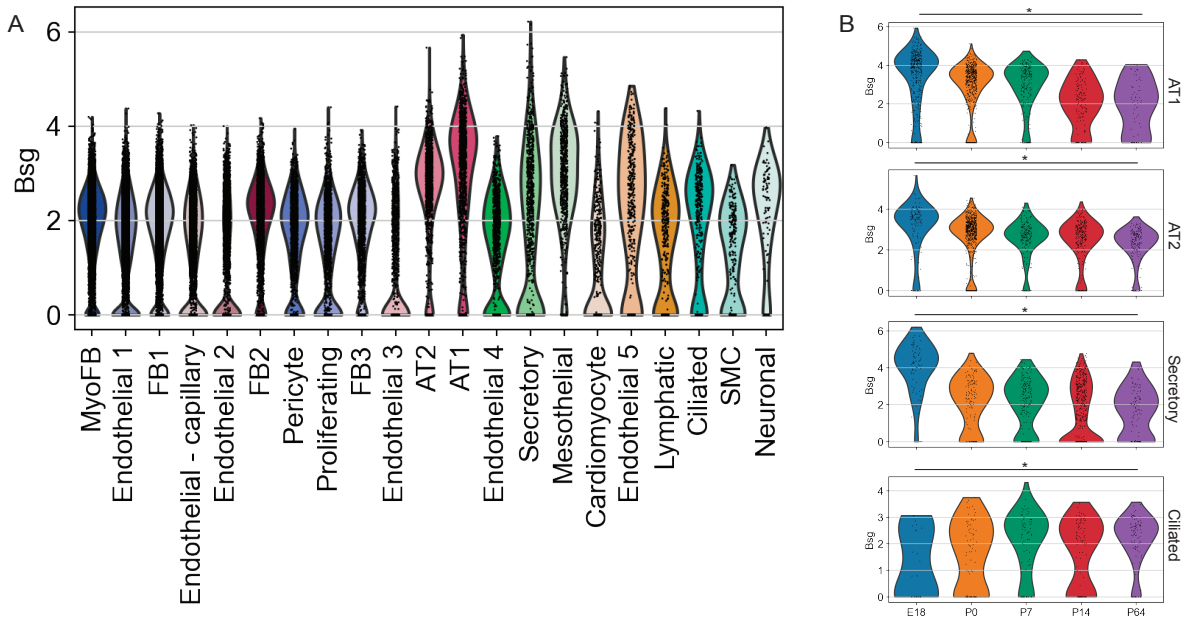 A
Bsg
6
4
2
0
MyoFB
Endothelial 1
FB1
Endothelial - capillary
Endothelial 2
FB2
Pericyte
Proliferating
FB3
Endothelial 3
AT2
AT1
Endothelial 4
Secretory
Mesothelial
Cardiomyocyte
Endothelial 5
Lymphatic
Ciliated
SMC
Neuronal
B
*
Bsg
6
4
2
0
AT1
*
Bsg
4
2
0
AT2
*
Bsg
6
4
2
0
Secretory
*
Bsg
4
3
2
1
0
Ciliated
E18 P0 P7 P14 P64